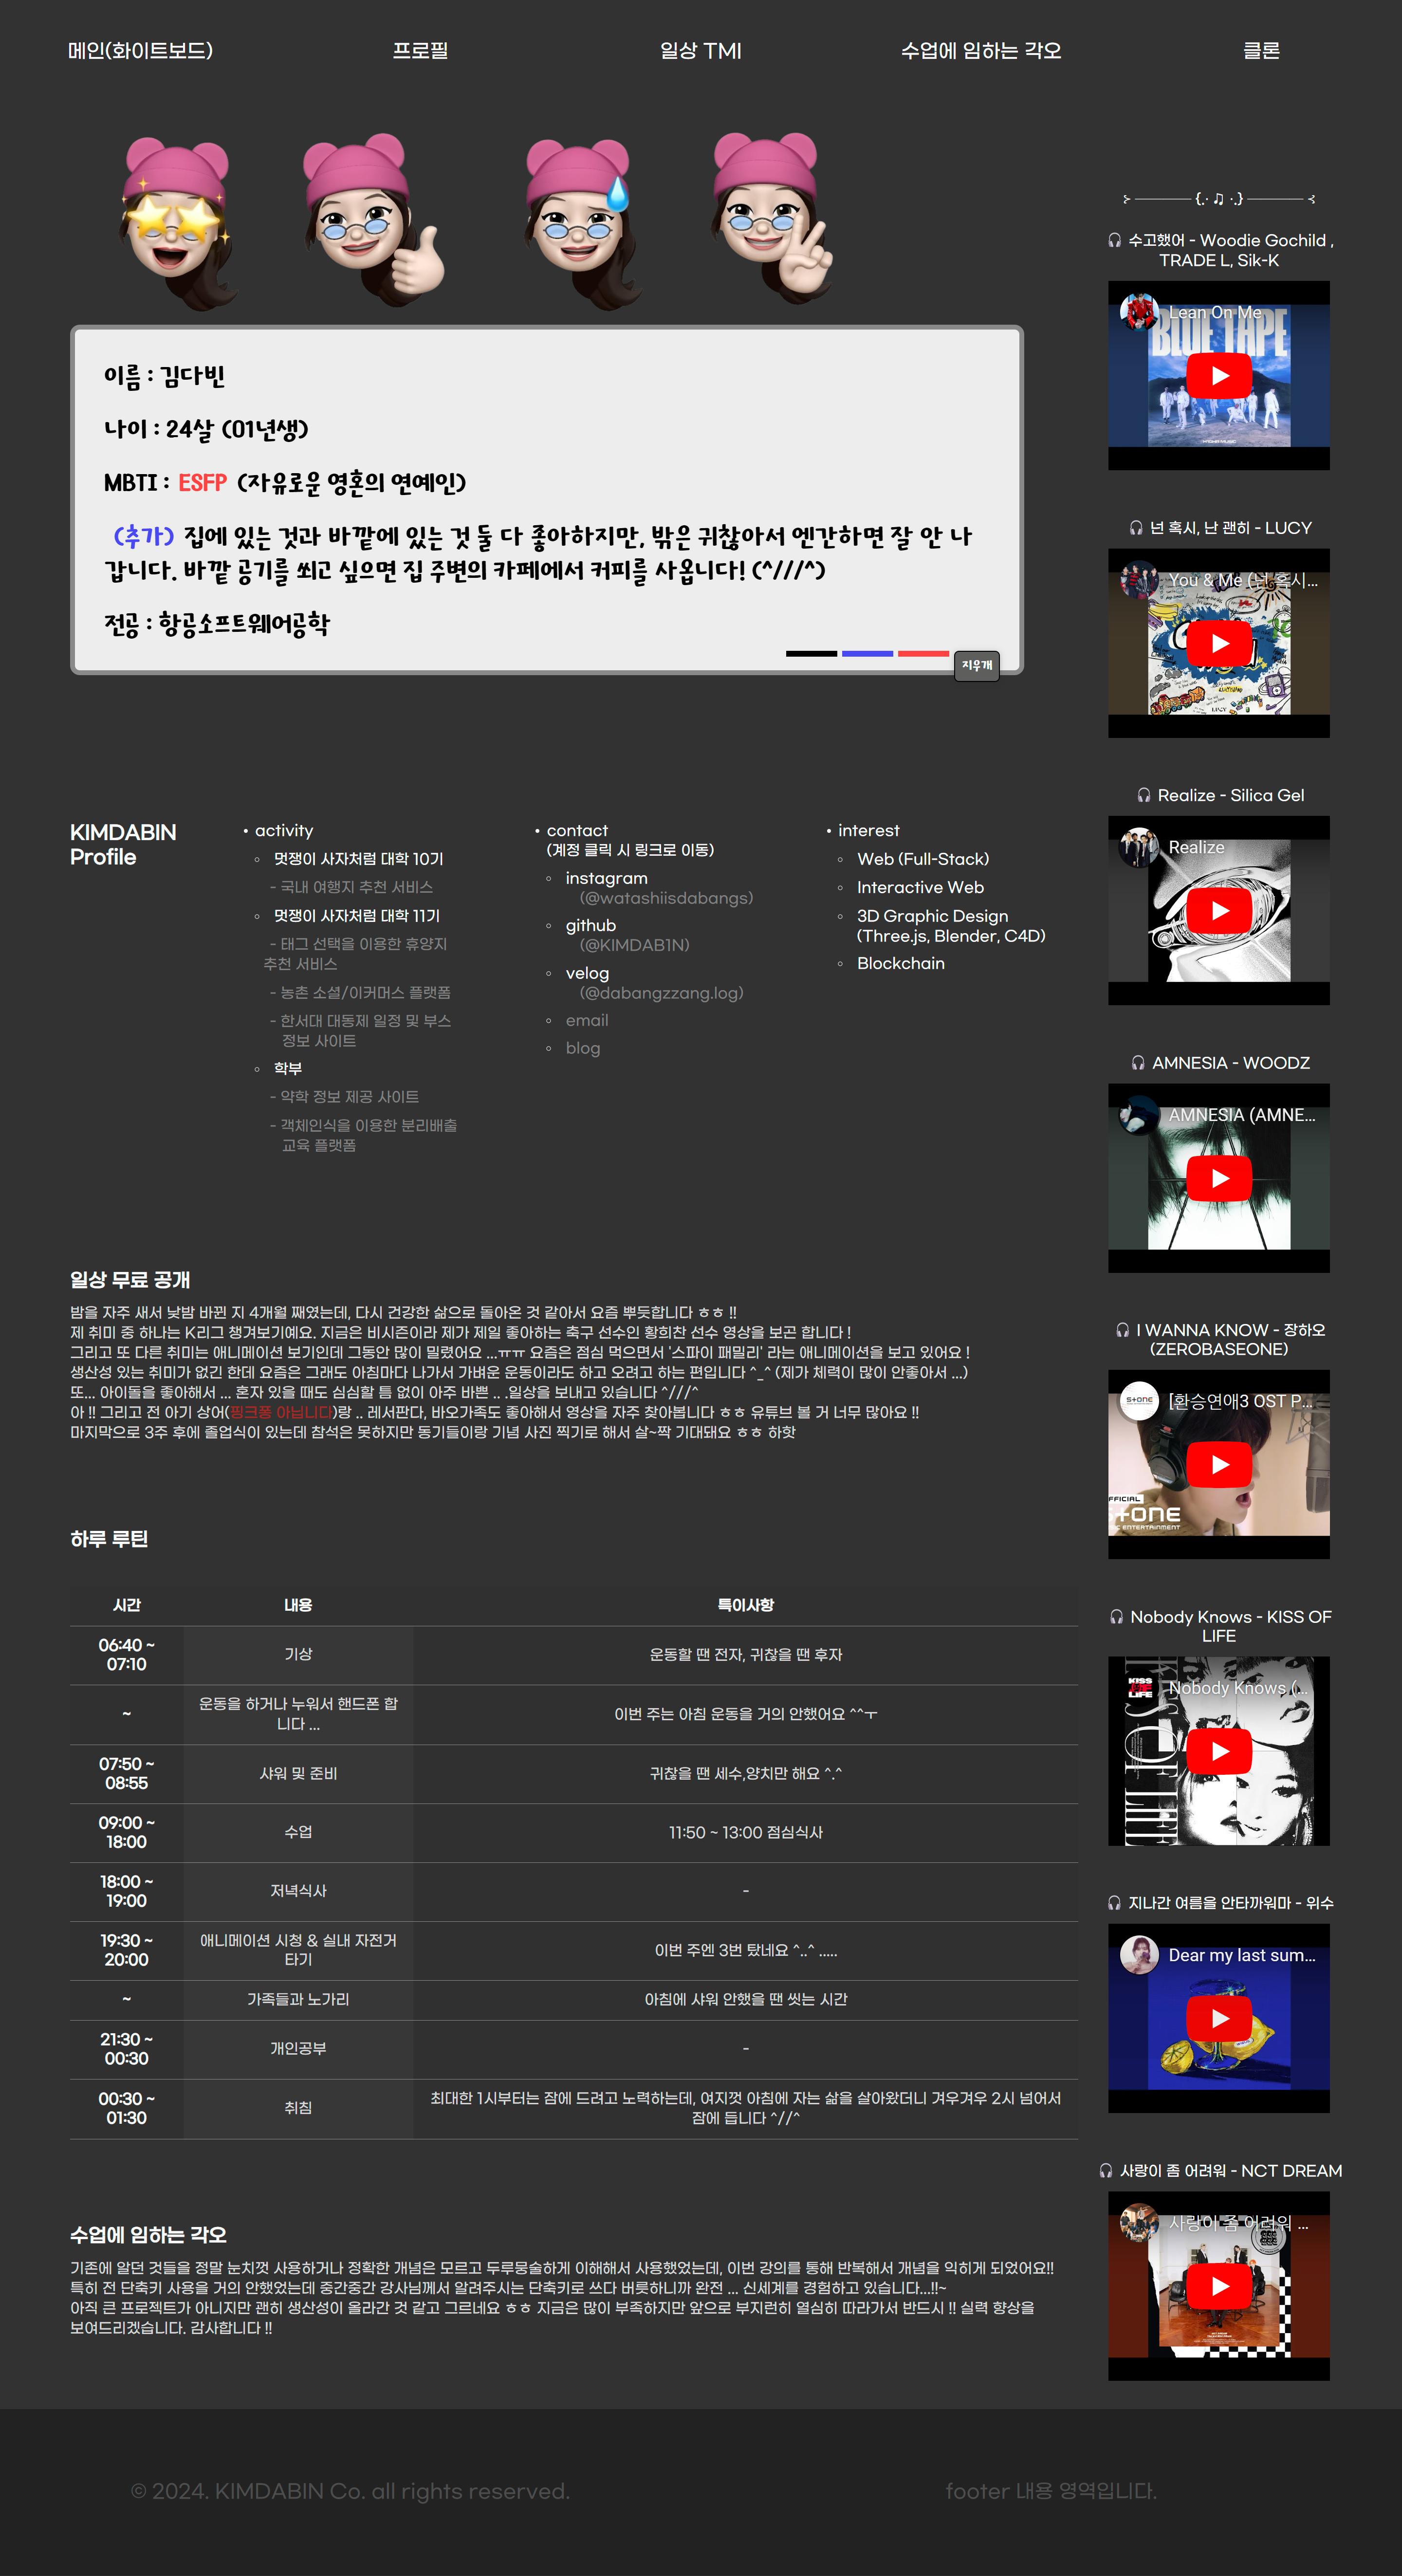 메인(화이트보드)
프로필
일상 TMI
수업에 임하는 각오
클론
이름 : 김다빈
나이 : 24살 (01년생)
MBTI : ESFP (자유로운 영혼의 연예인)
(추가) 집에 있는 것과 바깥에 있는 것 둘 다 좋아하지만, 밖은 귀찮아서 엔간하면 잘 안 나
갑니다. 바깥 공기를 쐬고 싶으면 집 주변의 카페에서 커피를 사옵니다! (^///^)
전공 : 항공소프트웨어공학
지우개
KIMDABIN
Profile
• activity
◦ 멋쟁이 사자처럼 대학 10기
- 국내 여행지 추천 서비스
◦ 멋쟁이 사자처럼 대학 11기
- 태그 선택을 이용한 휴양지
추천 서비스
- 농촌 소셜/이커머스 플랫폼
- 한서대 대동제 일정 및 부스
정보 사이트
◦ 학부
- 약학 정보 제공 사이트
- 객체인식을 이용한 분리배출
교육 플랫폼
• contact
(계정 클릭 시 링크로 이동)
◦ instagram
(@watashiisdabangs)
◦ github
(@KIMDAB1N)
◦ velog
(@dabangzzang.log)
◦ email
◦ blog
• interest
◦ Web (Full-Stack)
◦ Interactive Web
◦ 3D Graphic Design
(Three.js, Blender, C4D)
◦ Blockchain
일상 무료 공개
밤을 자주 새서 낮밤 바뀐 지 4개월 째였는데, 다시 건강한 삶으로 돌아온 것 같아서 요즘 뿌듯합니다 ㅎㅎ !!
제 취미 중 하나는 K리그 챙겨보기예요. 지금은 비시즌이라 제가 제일 좋아하는 축구 선수인 황희찬 선수 영상을 보곤 합니다 !
그리고 또 다른 취미는 애니메이션 보기인데 그동안 많이 밀렸어요 ...ㅠㅠ 요즘은 점심 먹으면서 '스파이 패밀리' 라는 애니메이션을 보고 있어요 !
생산성 있는 취미가 없긴 한데 요즘은 그래도 아침마다 나가서 가벼운 운동이라도 하고 오려고 하는 편입니다 ^_^ (제가 체력이 많이 안좋아서 ...)
또... 아이돌을 좋아해서 ... 혼자 있을 때도 심심할 틈 없이 아주 바쁜 .. .일상을 보내고 있습니다 ^///^
아 !! 그리고 전 아기 상어(핑크퐁 아닙니다)랑 .. 레서판다, 바오가족도 좋아해서 영상을 자주 찾아봅니다 ㅎㅎ 유튜브 볼 거 너무 많아요 !!
마지막으로 3주 후에 졸업식이 있는데 참석은 못하지만 동기들이랑 기념 사진 찍기로 해서 살~짝 기대돼요 ㅎㅎ 하핫
하루 루틴
시간 내용 특이사항
06:40 ~
07:10
기상
운동할 땐 전자, 귀찮을 땐 후자
~
운동을 하거나 누워서 핸드폰 합
니다 ...
이번 주는 아침 운동을 거의 안했어요 ^^ㅜ
07:50 ~
08:55
샤워 및 준비
귀찮을 땐 세수,양치만 해요 ^.^
09:00 ~
18:00
수업
11:50 ~ 13:00 점심식사
18:00 ~
19:00
저녁식사
-
19:30 ~
20:00
애니메이션 시청 & 실내 자전거
타기
이번 주엔 3번 탔네요 ^..^ .....
~
가족들과 노가리
아침에 샤워 안했을 땐 씻는 시간
21:30 ~
00:30
개인공부
-
00:30 ~
01:30
취침
최대한 1시부터는 잠에 드려고 노력하는데, 여지껏 아침에 자는 삶을 살아왔더니 겨우겨우 2시 넘어서
잠에 듭니다 ^//^
수업에 임하는 각오
기존에 알던 것들을 정말 눈치껏 사용하거나 정확한 개념은 모르고 두루뭉술하게 이해해서 사용했었는데, 이번 강의를 통해 반복해서 개념을 익히게 되었어요!!
특히 전 단축키 사용을 거의 안했었는데 중간중간 강사님께서 알려주시는 단축키로 쓰다 버릇하니까 완전 ... 신세계를 경험하고 있습니다...!!~
아직 큰 프로젝트가 아니지만 괜히 생산성이 올라간 것 같고 그르네요 ㅎㅎ 지금은 많이 부족하지만 앞으로 부지런히 열심히 따라가서 반드시 !! 실력 향상을
보여드리겠습니다. 감사합니다 !!
⊱ ───── {.⋅ ♫ ⋅.} ───── ⊰
🎧 수고했어 - Woodie Gochild ,
TRADE L, Sik-K
Lean On Me
BLUE TAPE
🎧 넌 혹시, 난 괜히 - LUCY
You & Me (넌 혹시...
LUCY
🎧 Realize - Silica Gel
Realize
🎧 AMNESIA - WOODZ
AMNESIA (AMNE...
🎧 I WANNA KNOW - 장하오
(ZEROBASEONE)
S+ONE
[환승연애3 OST P...
OFFICIAL
S+ONE
ENTERTAINMENT
🎧 Nobody Knows - KISS OF
LIFE
KISS
OF
LIFE
Nobody Knows (...
KISS OF LIFE
🎧 지나간 여름을 안타까워마 - 위수
Dear my last sum...
🎧 사랑이 좀 어려워 - NCT DREAM
사랑이 좀 어려워 ...
© 2024. KIMDABIN Co. all rights reserved.
footer 내용 영역입니다.